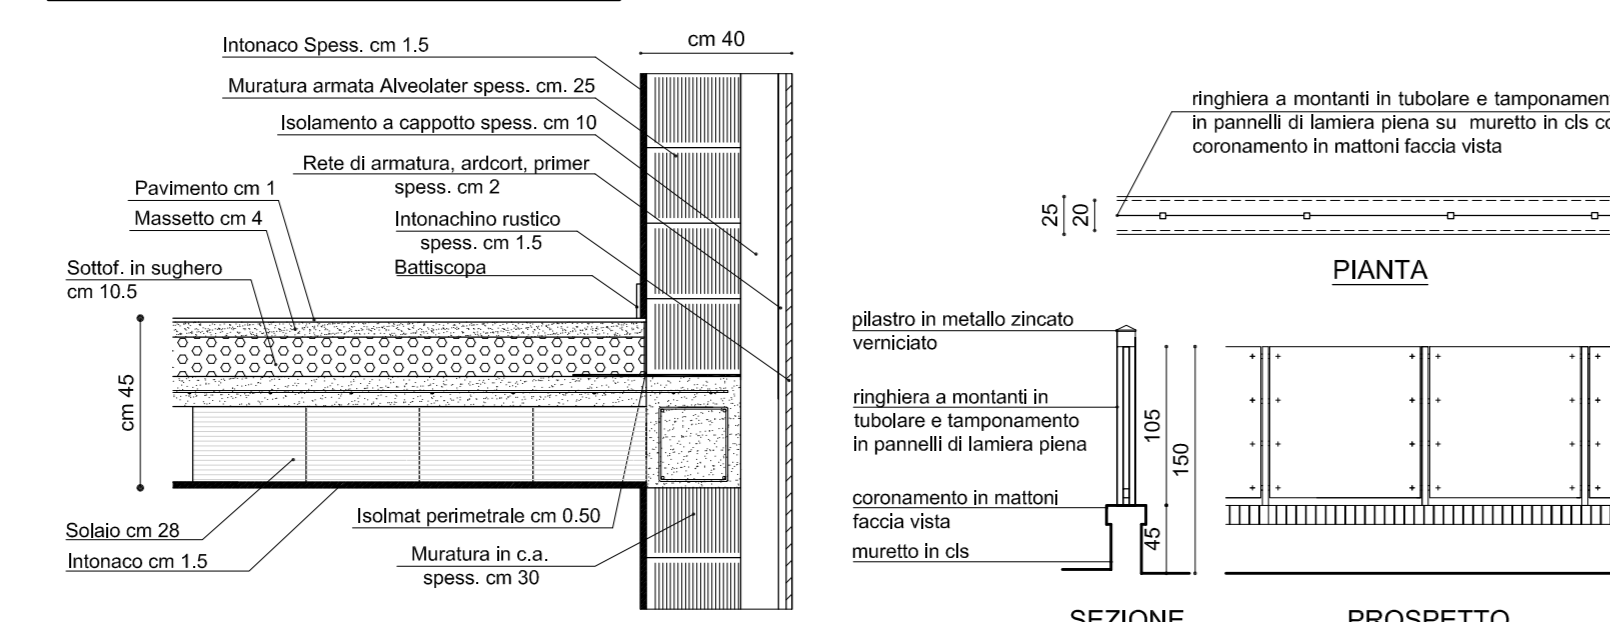 cm 40
Intonaco Spess. cm 1.5
Muratura armata Alveolater spess. cm. 25
Isolamento a cappotto spess. cm 10
Rete di armatura, ardcort, primer
spess. cm 2
Pavimento cm 1
Massetto cm 4
Intonachino rustico
spess. cm 1.5
Sottof. in sughero
cm 10.5
Battiscopa
cm 45
Solaio cm 28
Intonaco cm 1.5
Isolmat perimetrale cm 0.50
Muratura in c.a.
spess. cm 30
ringhiera a montanti in tubolare e tamponamen
in pannelli di lamiera piena su muretto in cls co
coronamento in mattoni faccia vista
25
20
PIANTA
pilastro in metallo zincato
verniciato
ringhiera a montanti in
tubolare e tamponamento
in pannelli di lamiera piena
coronamento in mattoni
faccia vista
muretto in cls
105
150
45
SEZIONE
PROSPETTO